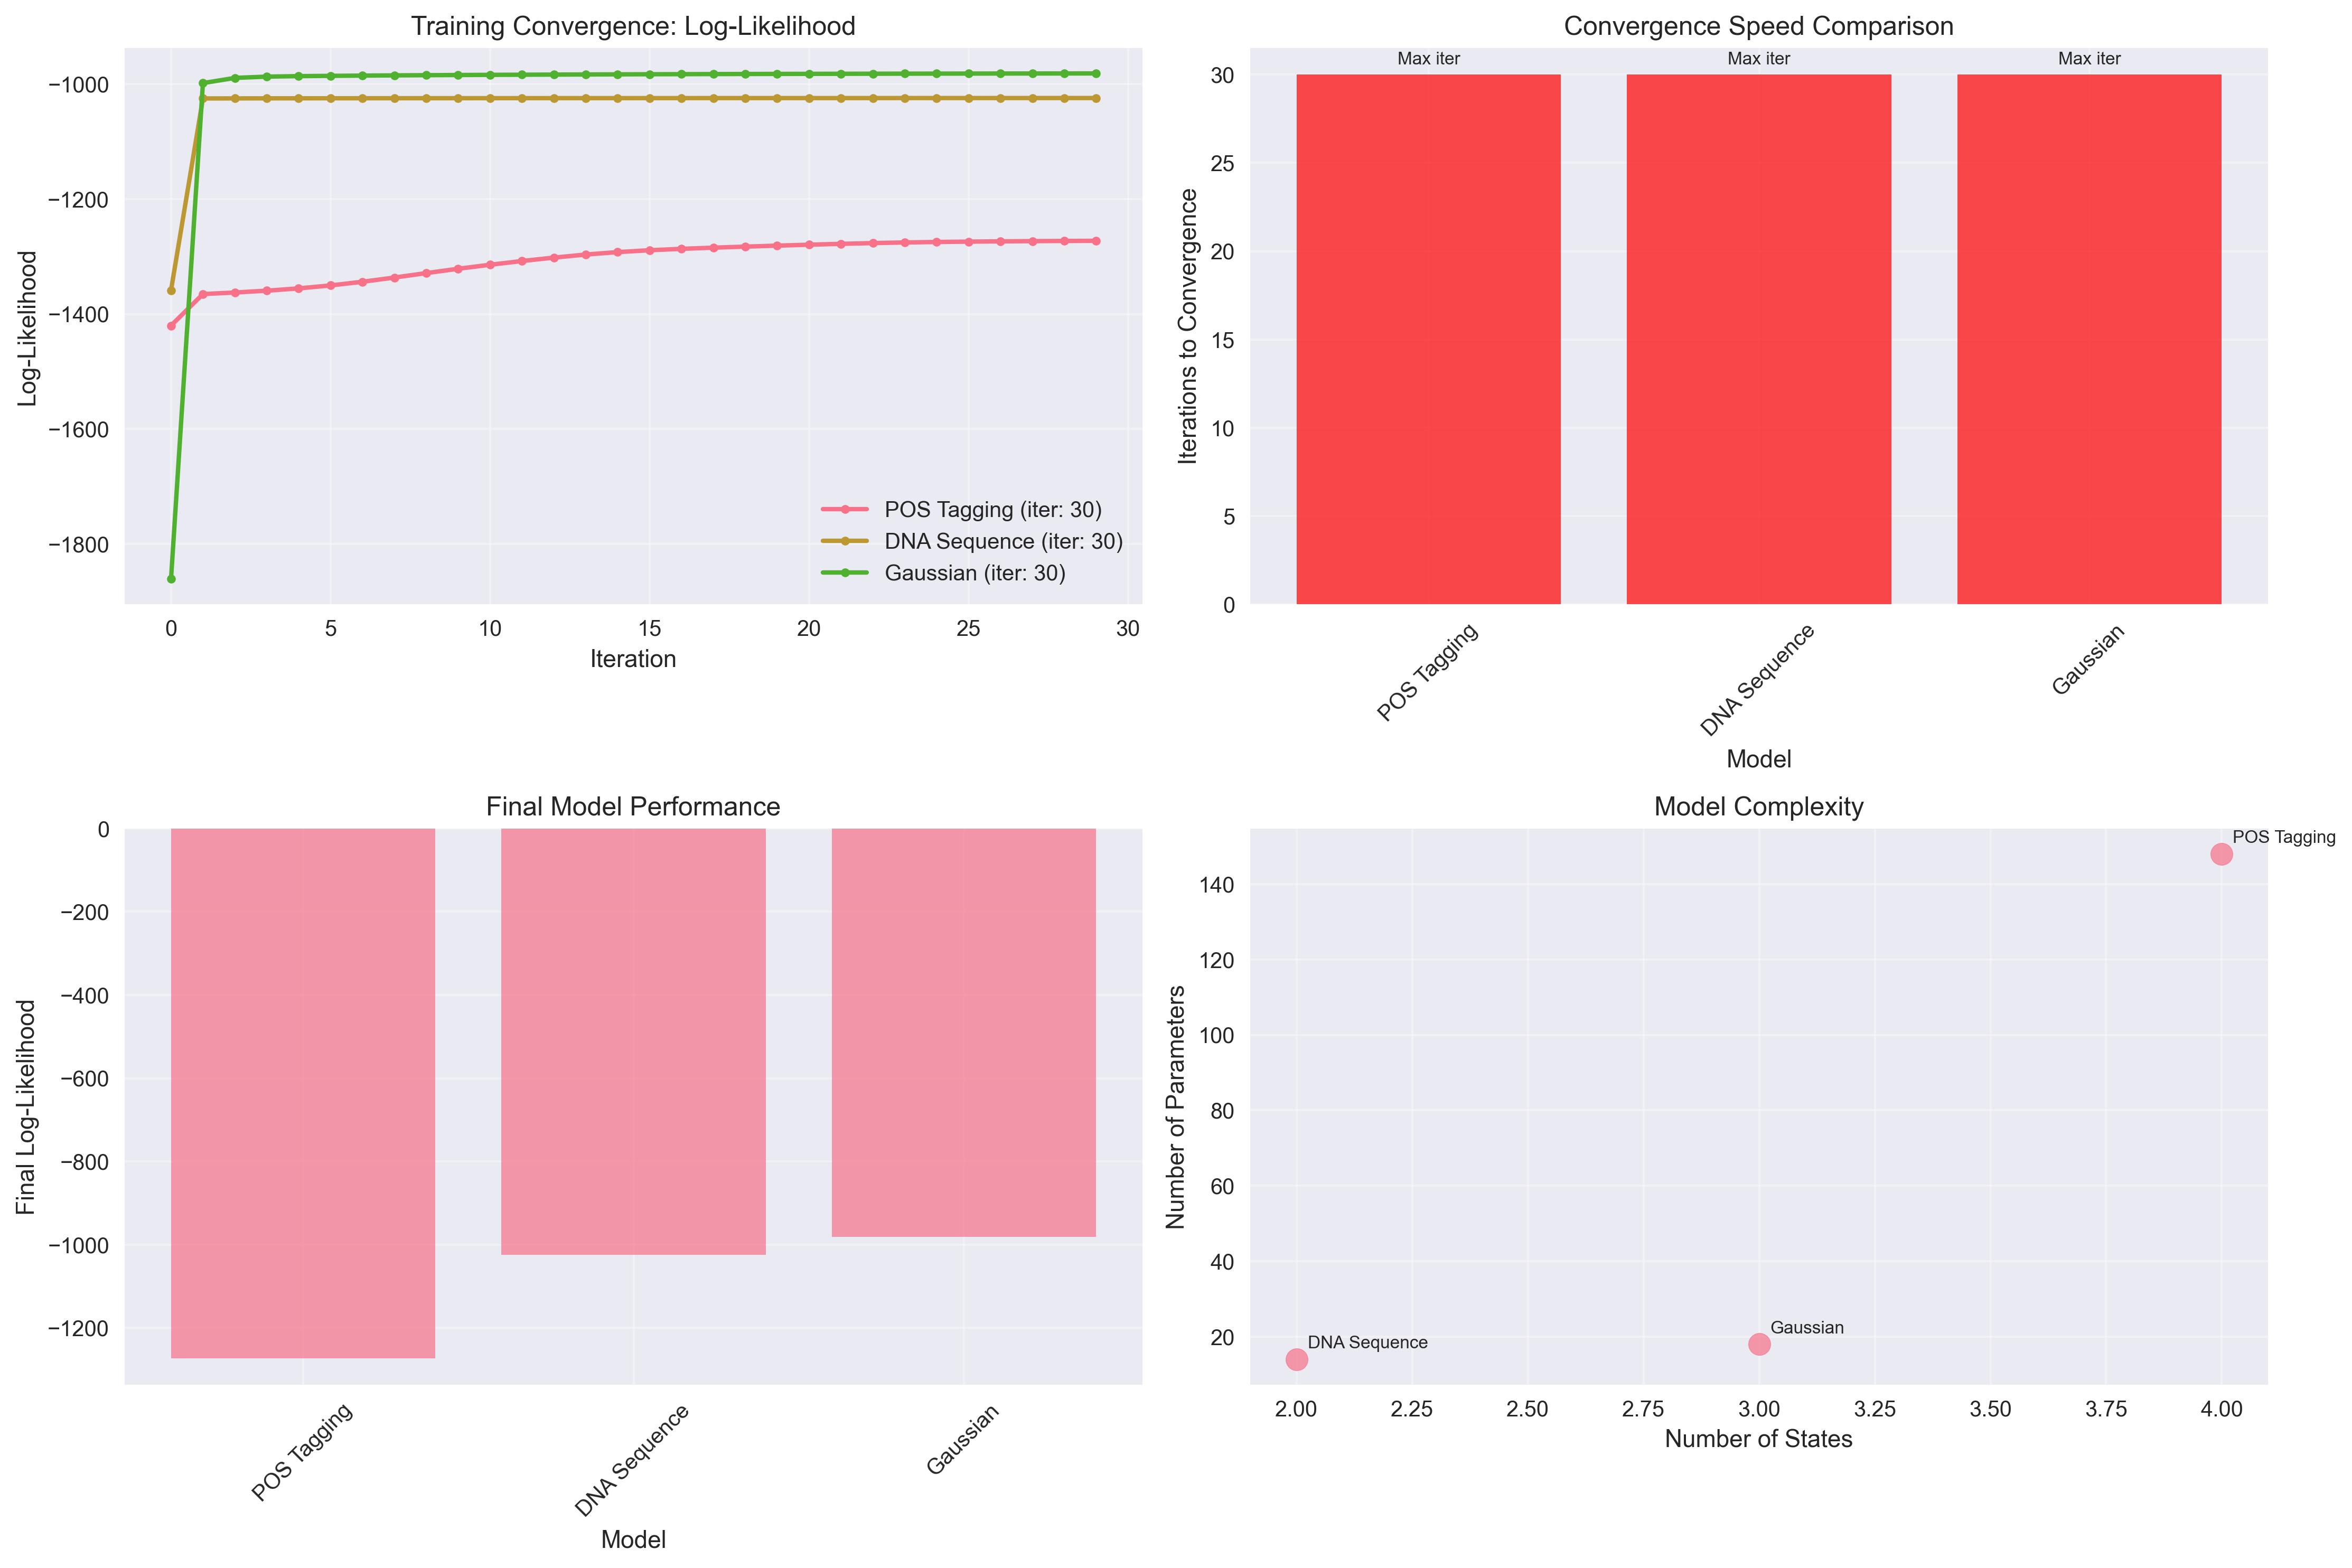 Training Convergence: Log-Likelihood
−1000
−1200
−1400
−1600
−1800
Log-Likelihood
POS Tagging (iter: 30)
DNA Sequence (iter: 30)
Gaussian (iter: 30)
0 5 10 15 20 25 30
Iteration
Convergence Speed Comparison
Max iter Max iter Max iter
30
25
20
15
10
5
0
Iterations to Convergence
POS Tagging
DNA Sequence
Gaussian
Model
Final Model Performance
0
−200
−400
−600
−800
−1000
−1200
Final Log-Likelihood
POS Tagging
DNA Sequence
Gaussian
Model
Model Complexity
POS Tagging
140
120
100
80
60
40
20
Number of Parameters
Gaussian
DNA Sequence
2.00 2.25 2.50 2.75 3.00 3.25 3.50 3.75 4.00
Number of States